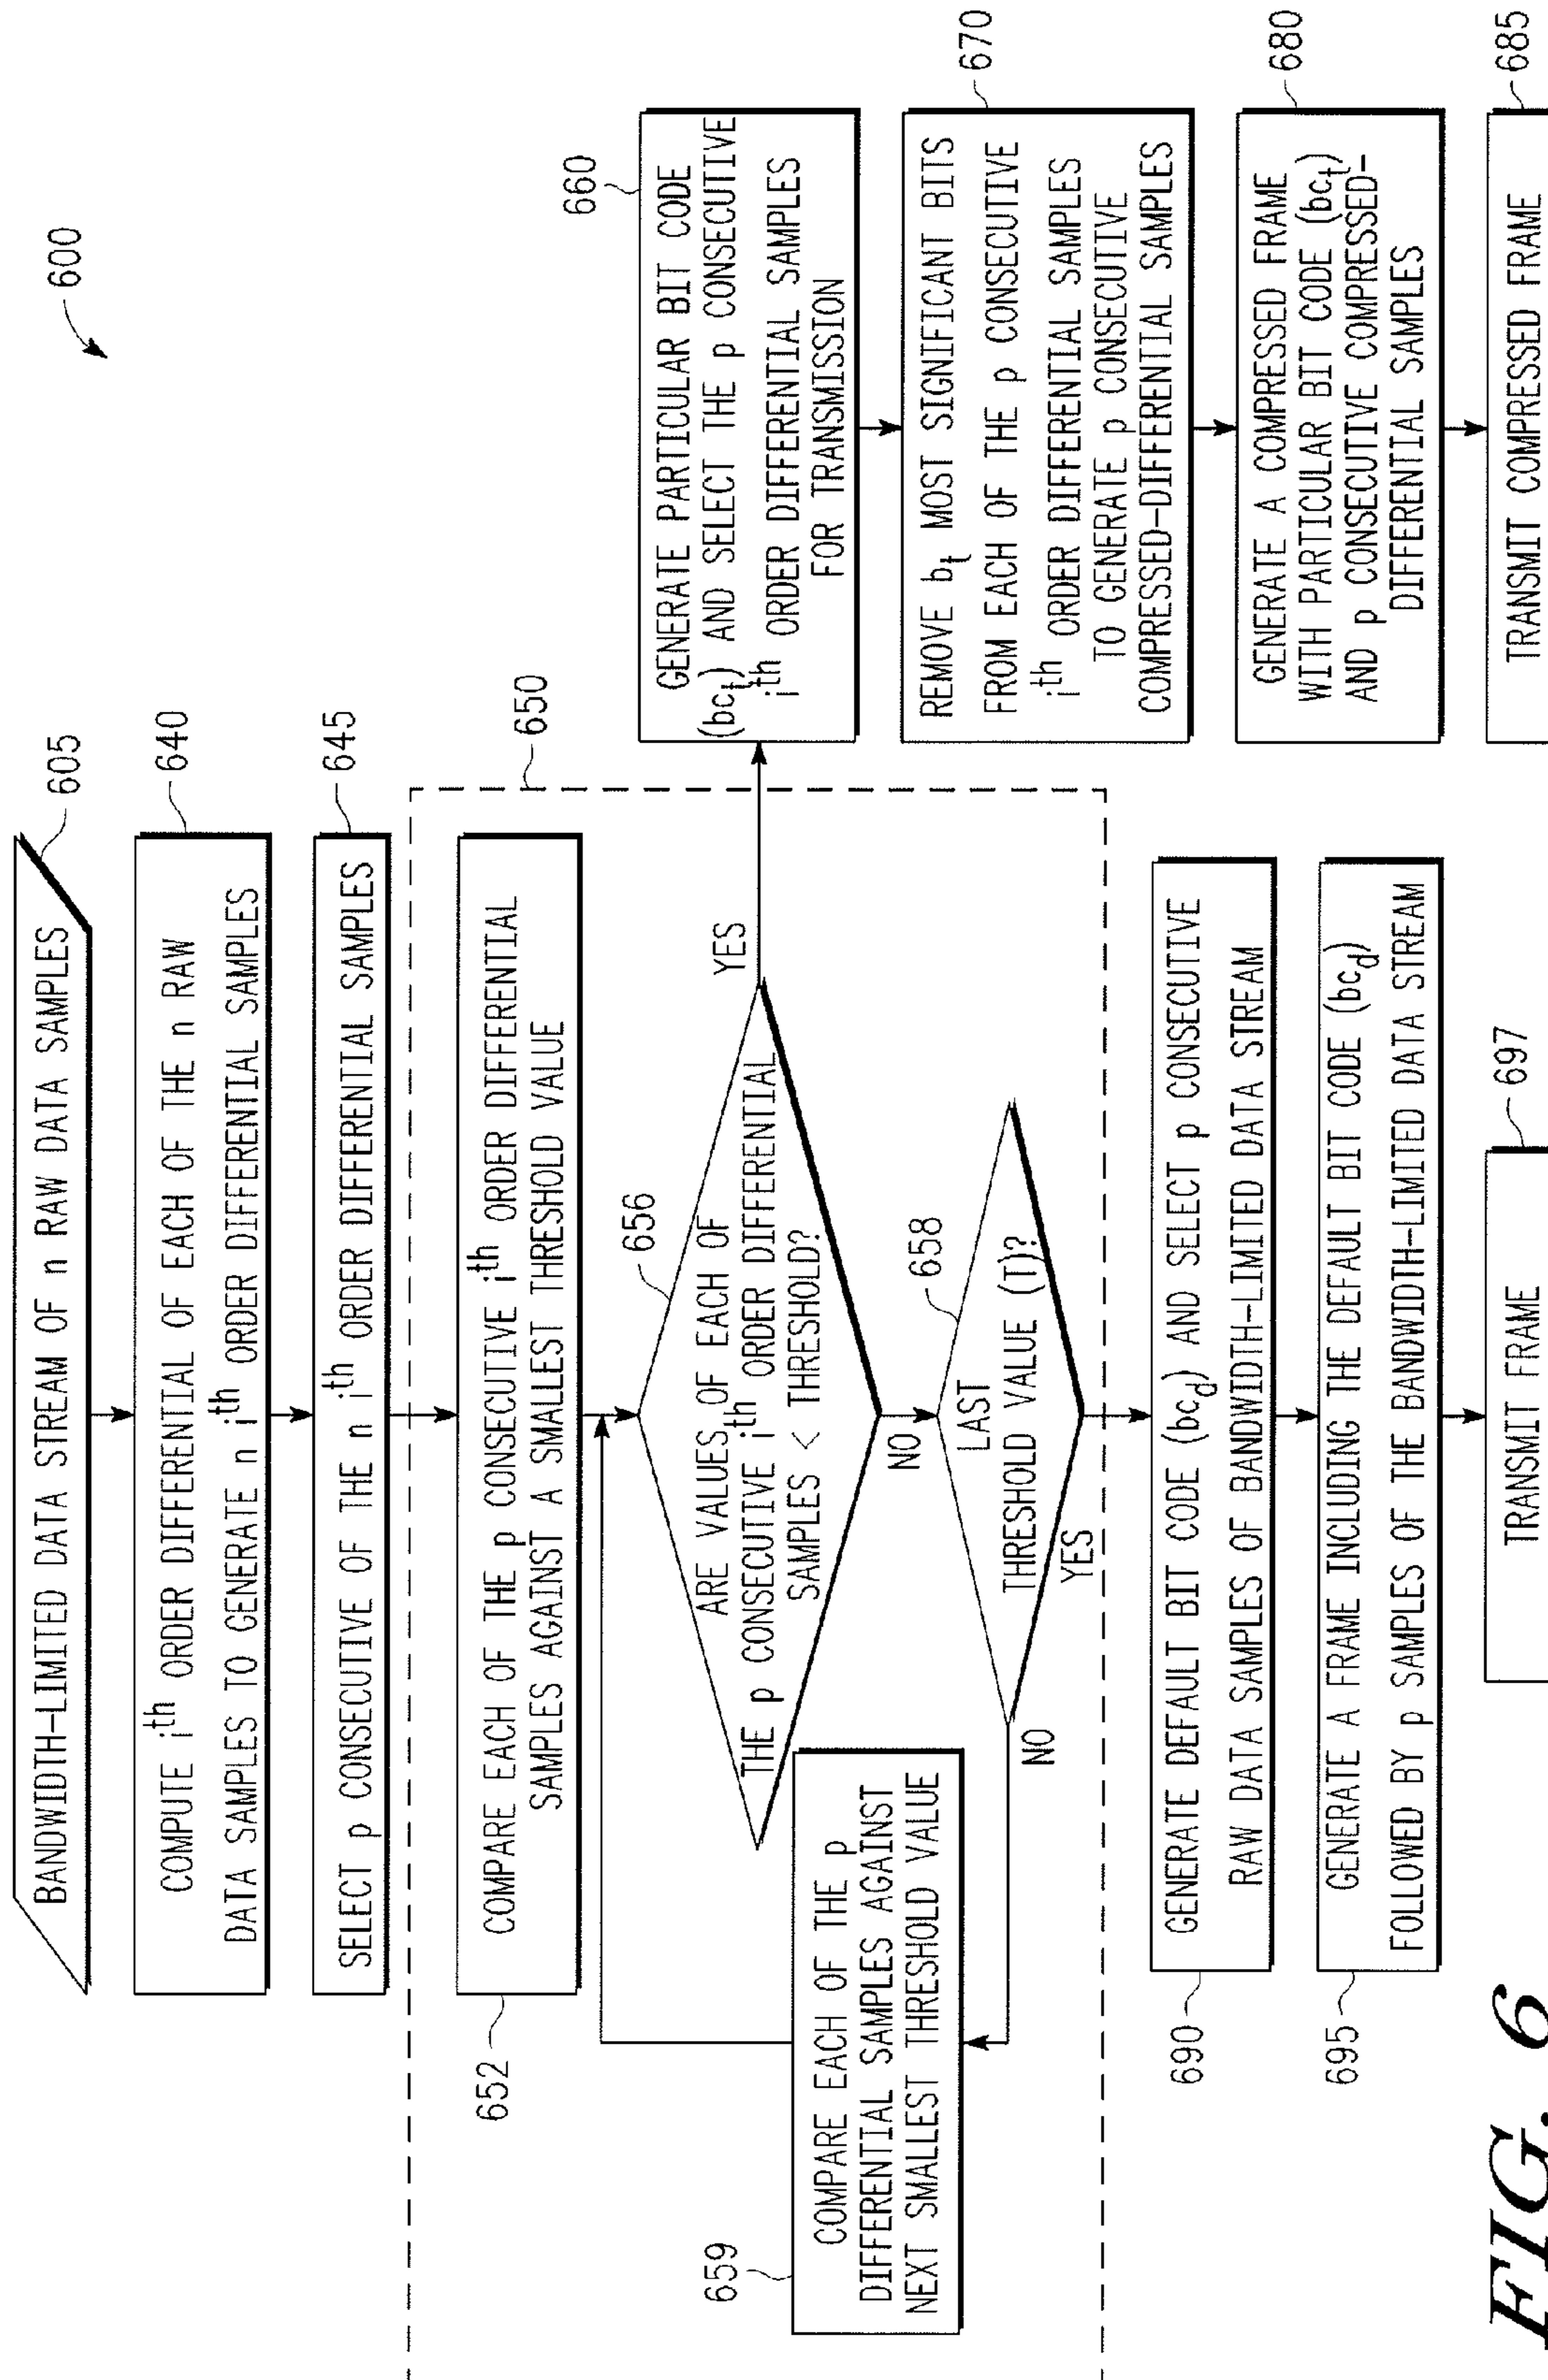 600
BANDWIDTH-LIMITED DATA STREAM OF n RAW DATA SAMPLES
605
COMPUTE ith ORDER DIFFERENTIAL OF EACH OF THE n RAW
DATA SAMPLES TO GENERATE n ith ORDER DIFFERENTIAL SAMPLES
640
SELECT p CONSECUTIVE OF THE n ith ORDER DIFFERENTIAL SAMPLES
645
650
COMPARE EACH OF THE p CONSECUTIVE ith ORDER DIFFERENTIAL
SAMPLES AGAINST A SMALLEST THRESHOLD VALUE
652
656
ARE VALUES OF EACH OF
THE p CONSECUTIVE ith ORDER DIFFERENTIAL
SAMPLES < THRESHOLD?
YES
NO
658
LAST
THRESHOLD VALUE (T)?
NO
YES
659
COMPARE EACH OF THE p
DIFFERENTIAL SAMPLES AGAINST
NEXT SMALLEST THRESHOLD VALUE
660
GENERATE PARTICULAR BIT CODE
(bct) AND SELECT THE p CONSECUTIVE
ith ORDER DIFFERENTIAL SAMPLES
FOR TRANSMISSION
670
REMOVE bt MOST SIGNIFICANT BITS
FROM EACH OF THE p CONSECUTIVE
ith ORDER DIFFERENTIAL SAMPLES
TO GENERATE p CONSECUTIVE
COMPRESSED-DIFFERENTIAL SAMPLES
680
GENERATE A COMPRESSED FRAME
WITH PARTICULAR BIT CODE (bct)
AND p CONSECUTIVE COMPRESSED-
DIFFERENTIAL SAMPLES
685
TRANSMIT COMPRESSED FRAME
690
GENERATE DEFAULT BIT CODE (bcd) AND SELECT p CONSECUTIVE
RAW DATA SAMPLES OF BANDWIDTH-LIMITED DATA STREAM
695
GENERATE A FRAME INCLUDING THE DEFAULT BIT CODE (bcd)
FOLLOWED BY p SAMPLES OF THE BANDWIDTH-LIMITED DATA STREAM
697
TRANSMIT FRAME
FIG. 6